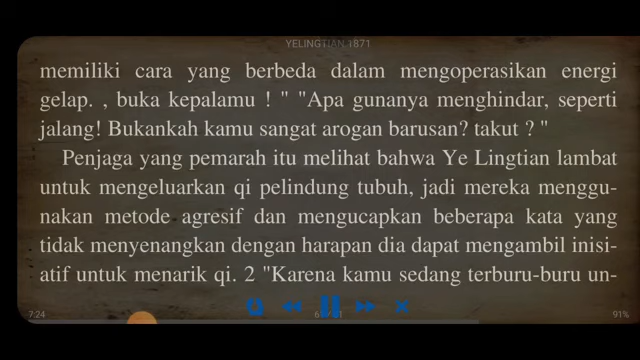 YELINGTIAN 1871
memiliki cara yang berbeda dalam mengoperasikan energi
gelap. , buka kepalamu ! " "Apa gunanya menghindar, seperti
jalang! Bukankah kamu sangat arogan barusan? takut ? "
Penjaga yang pemarah itu melihat bahwa Ye Lingtian lambat
untuk mengeluarkan qi pelindung tubuh, jadi mereka menggu-
nakan metode agresif dan mengucapkan beberapa kata yang
tidak menyenangkan dengan harapan dia dapat mengambil inisi-
atif untuk menarik qi. 2 "Karena kamu sedang terburu-buru un-
7:24
91%